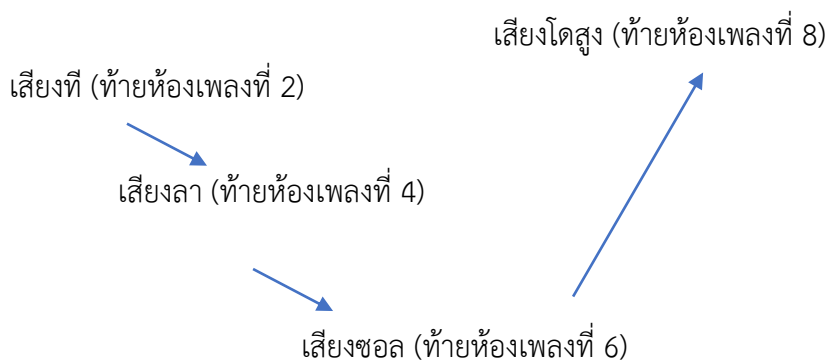 เสียงโดสูง (ท้ายห้องเพลงที่ 8)
เสียงที (ท้ายห้องเพลงที่ 2)
เสียงลา (ท้ายห้องเพลงที่ 4)
เสียงซอล (ท้ายห้องเพลงที่ 6)